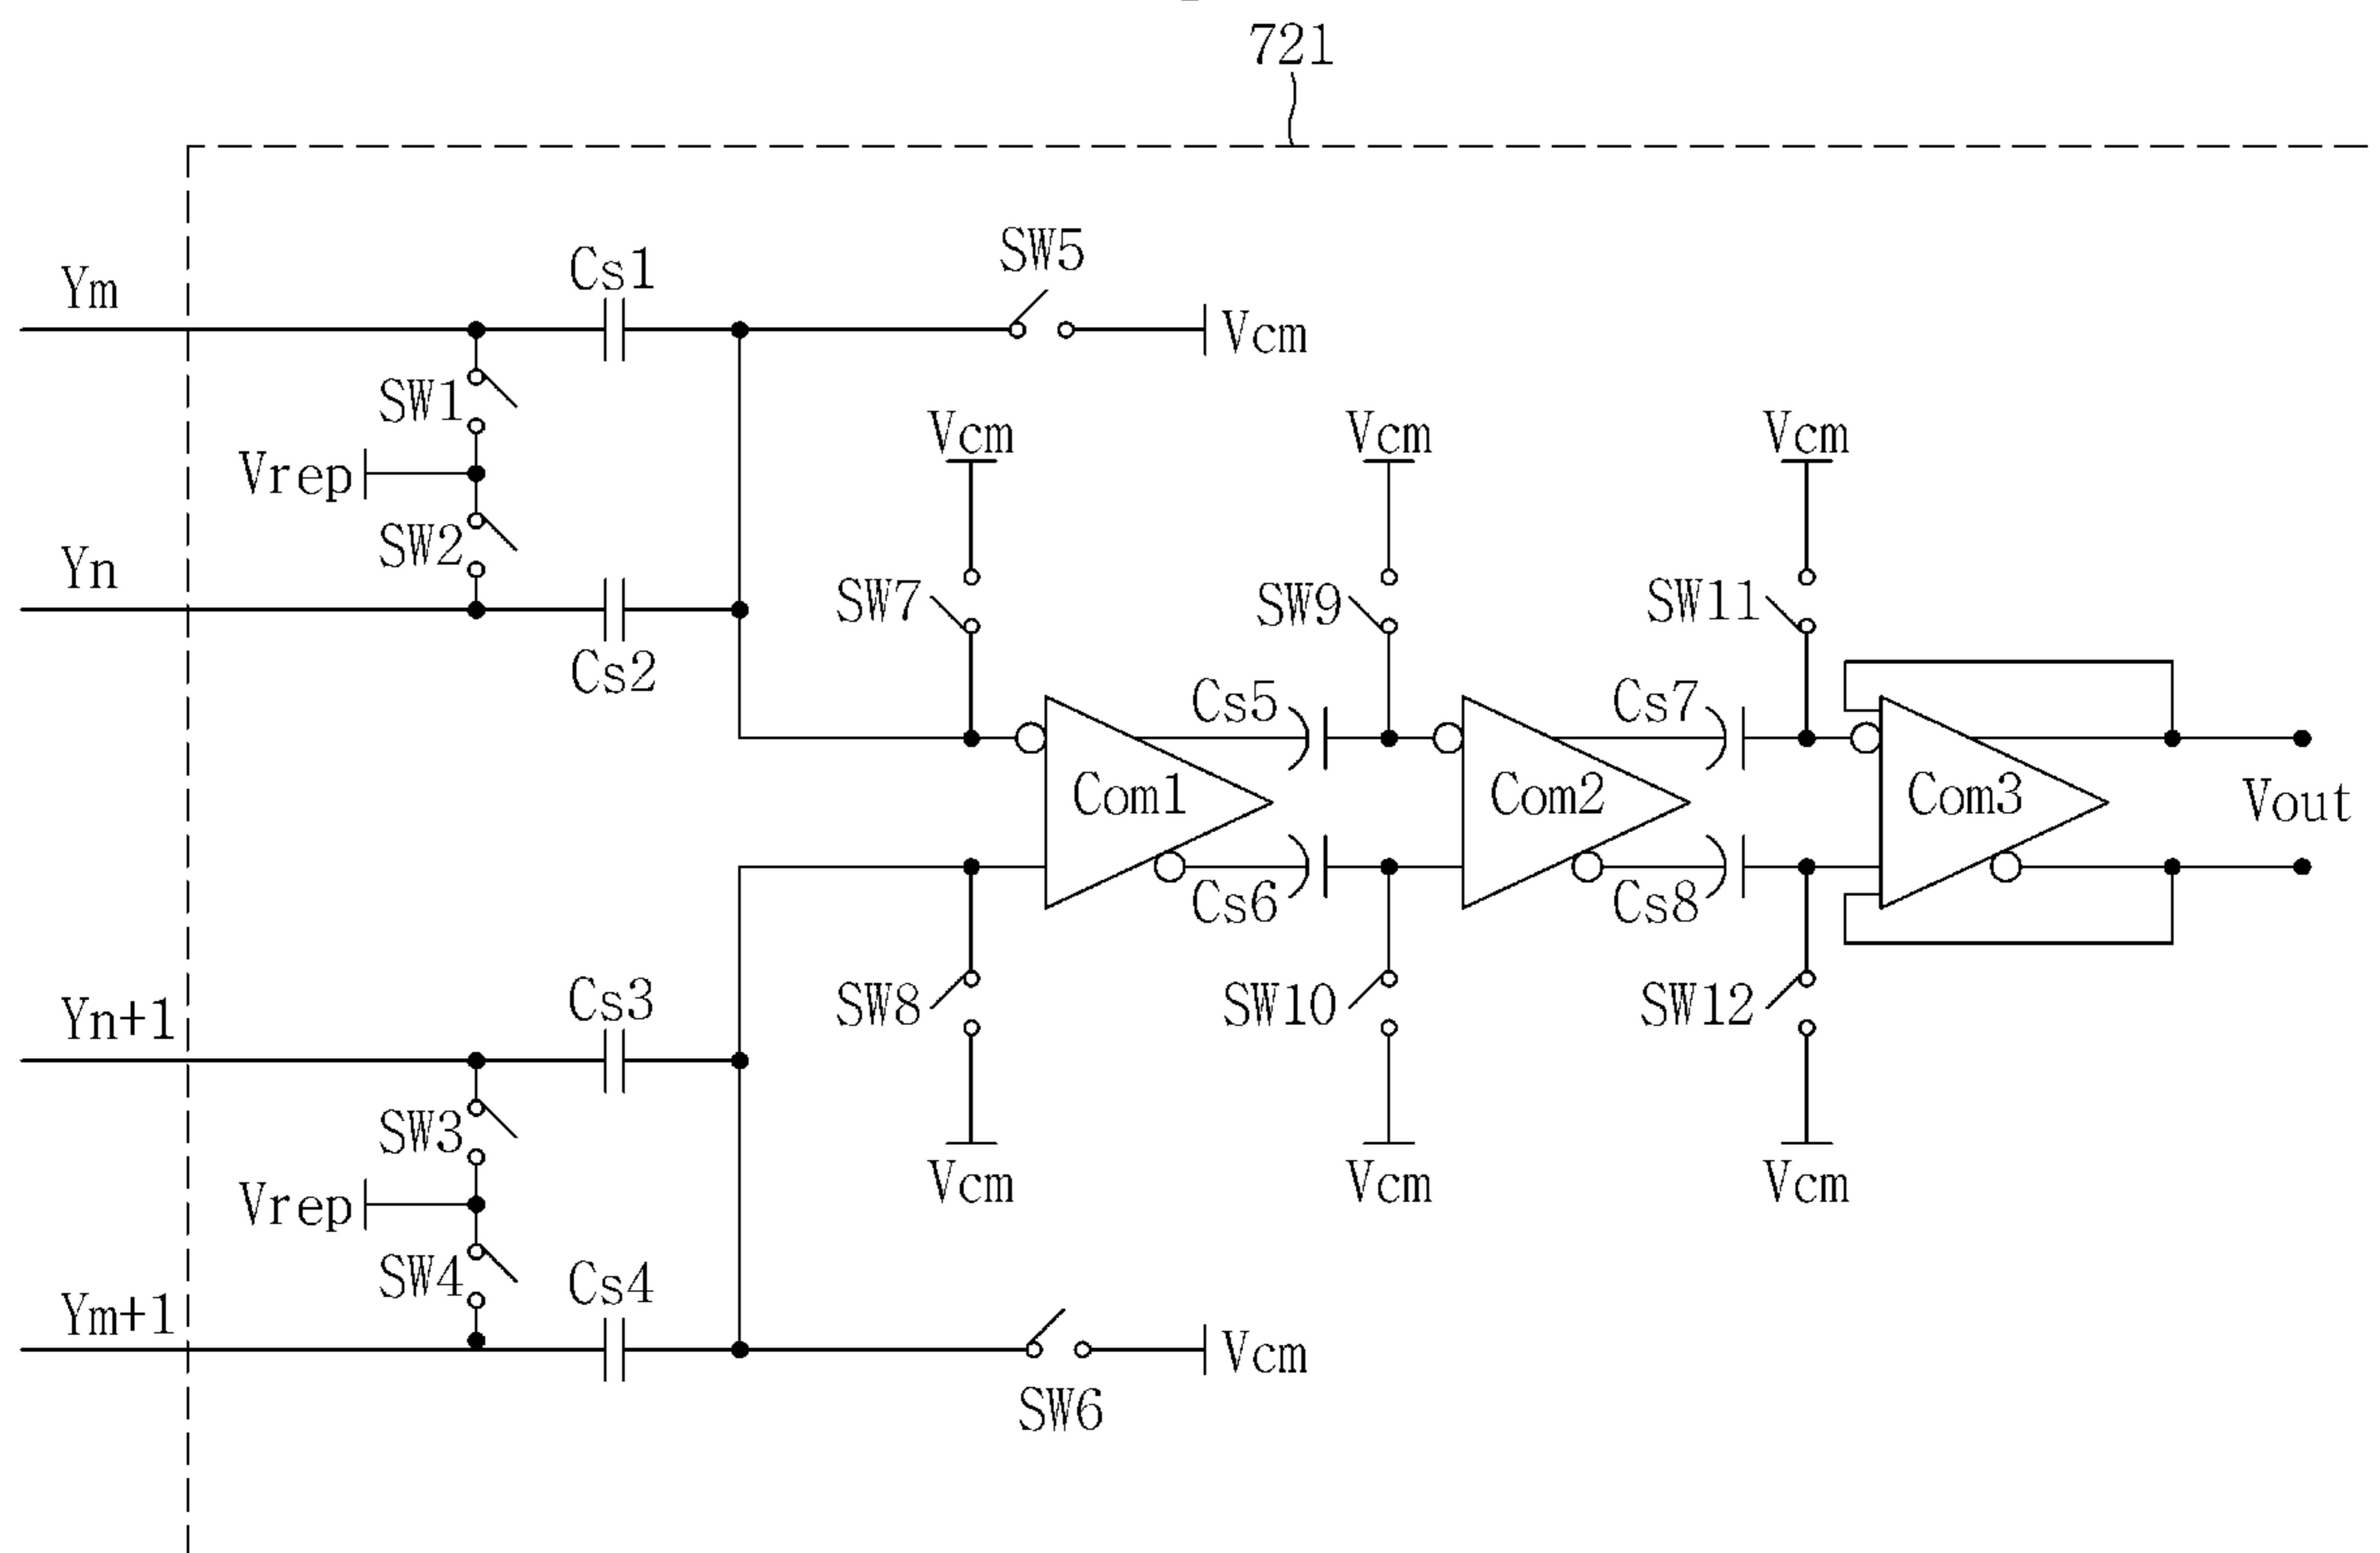 721
Ym
Cs1
SW5
Vcm
SW1
Vcm
Vcm
Vcm
Vrep
SW2
Yn
SW7
SW9
SW11
Cs2
Cs5
Cs7
Com1
Com2
Com3
Vout
Cs6
Cs8
Yn+1
Cs3
SW8
SW10
SW12
SW3
Vcm
Vcm
Vcm
Vrep
SW4
Cs4
Ym+1
Vcm
SW6